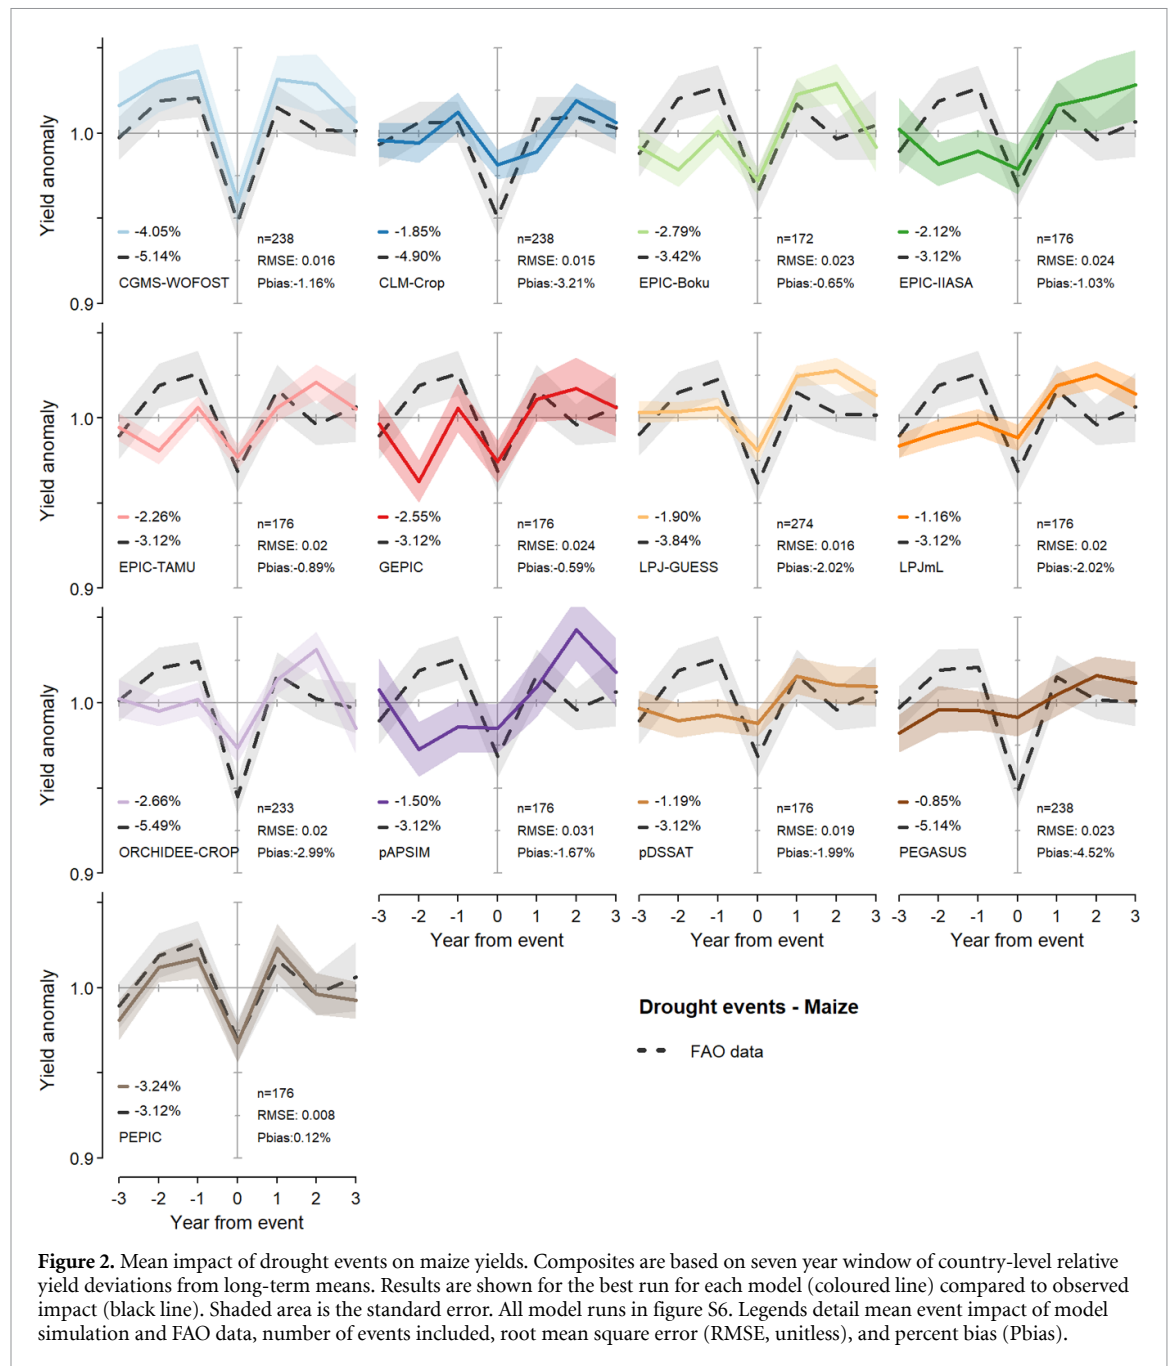 Yield anomaly
1.0
0.9
-4.05%
-5.14%
CGMS-WOFOST
n=238
RMSE: 0.016
Pbias:-1.16%
-1.85%
-4.90%
CLM-Crop
n=238
RMSE: 0.015
Pbias:-3.21%
-2.79%
-3.42%
EPIC-Boku
n=172
RMSE: 0.023
Pbias:-0.65%
-2.12%
-3.12%
EPIC-IIASA
n=176
RMSE: 0.024
Pbias:-1.03%
Yield anomaly
1.0
0.9
-2.26%
-3.12%
EPIC-TAMU
n=176
RMSE: 0.02
Pbias:-0.89%
-2.55%
-3.12%
GEPIC
n=176
RMSE: 0.024
Pbias:-0.59%
-1.90%
-3.84%
LPJ-GUESS
n=274
RMSE: 0.016
Pbias:-2.02%
-1.16%
-3.12%
LPJmL
n=176
RMSE: 0.02
Pbias:-2.02%
Yield anomaly
1.0
0.9
-2.66%
-5.49%
ORCHIDEE-CROP
n=233
RMSE: 0.02
Pbias:-2.99%
-1.50%
-3.12%
pAPSIM
n=176
RMSE: 0.031
Pbias:-1.67%
-1.19%
-3.12%
pDSSAT
n=176
RMSE: 0.019
Pbias:-1.99%
-0.85%
-5.14%
PEGASUS
n=238
RMSE: 0.023
Pbias:-4.52%
-3 -2 -1 0 1 2 3
Year from event
-3 -2 -1 0 1 2 3
Year from event
-3 -2 -1 0 1 2 3
Year from event
Yield anomaly
1.0
0.9
-3.24%
-3.12%
PEPIC
n=176
RMSE: 0.008
Pbias:0.12%
-3 -2 -1 0 1 2 3
Year from event
Drought events - Maize
FAO data
Figure 2. Mean impact of drought events on maize yields. Composites are based on seven year window of country-level relative
yield deviations from long-term means. Results are shown for the best run for each model (coloured line) compared to observed
impact (black line). Shaded area is the standard error. All model runs in figure S6. Legends detail mean event impact of model
simulation and FAO data, number of events included, root mean square error (RMSE, unitless), and percent bias (Pbias).